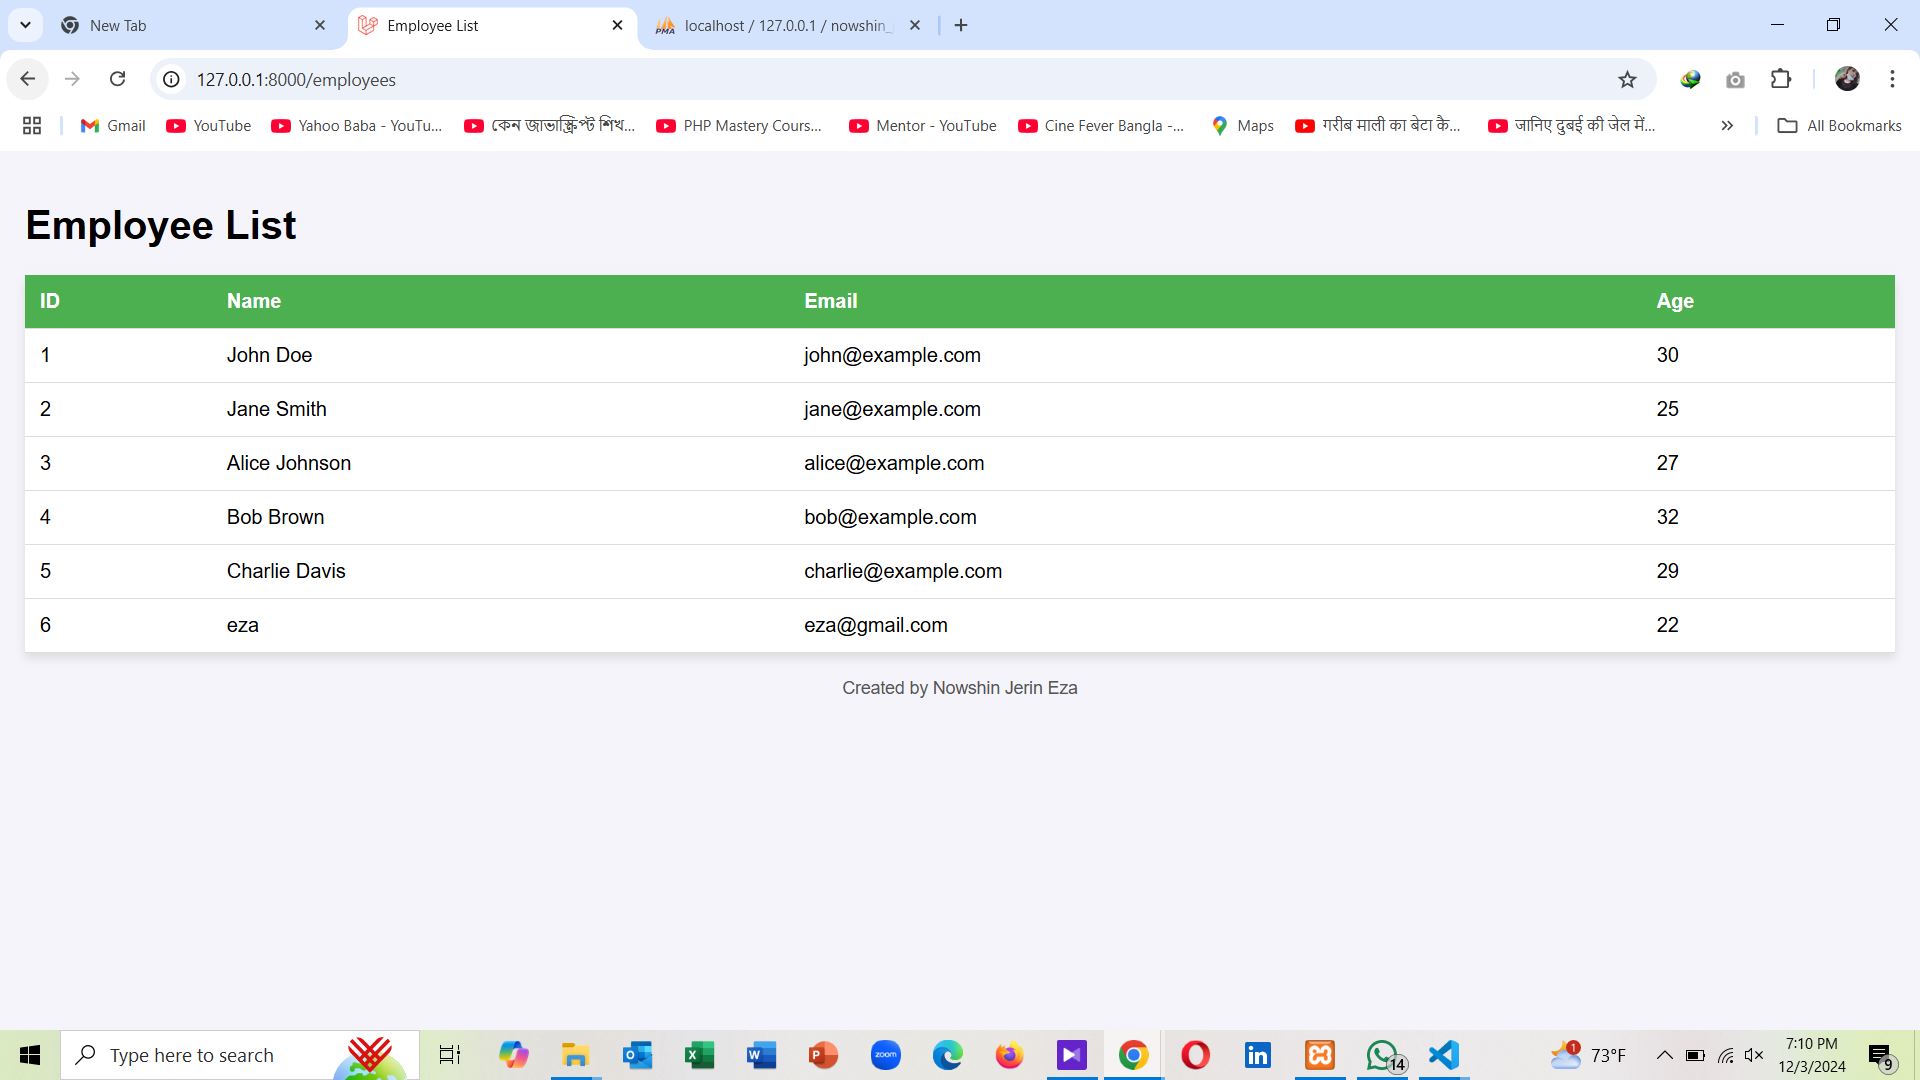 New Tab
Employee List
localhost / 127.0.0.1 / nowshin_
127.0.0.1:8000/employees
Gmail
YouTube
Yahoo Baba - YouTu...
কেন জাভাস্ক্রিপ্ট শিখ...
PHP Mastery Cours...
Mentor - YouTube
Cine Fever Bangla -...
Maps
गरीब माली का बेटा कै...
जानिए दुबई की जेल में...
All Bookmarks
Employee List
ID Name Email Age
1 John Doe john@example.com 30
2 Jane Smith jane@example.com 25
3 Alice Johnson alice@example.com 27
4 Bob Brown bob@example.com 32
5 Charlie Davis charlie@example.com 29
6 eza eza@gmail.com 22
Created by Nowshin Jerin Eza
Type here to search
zoom
14
1
73°F
7:10 PM
12/3/2024
9